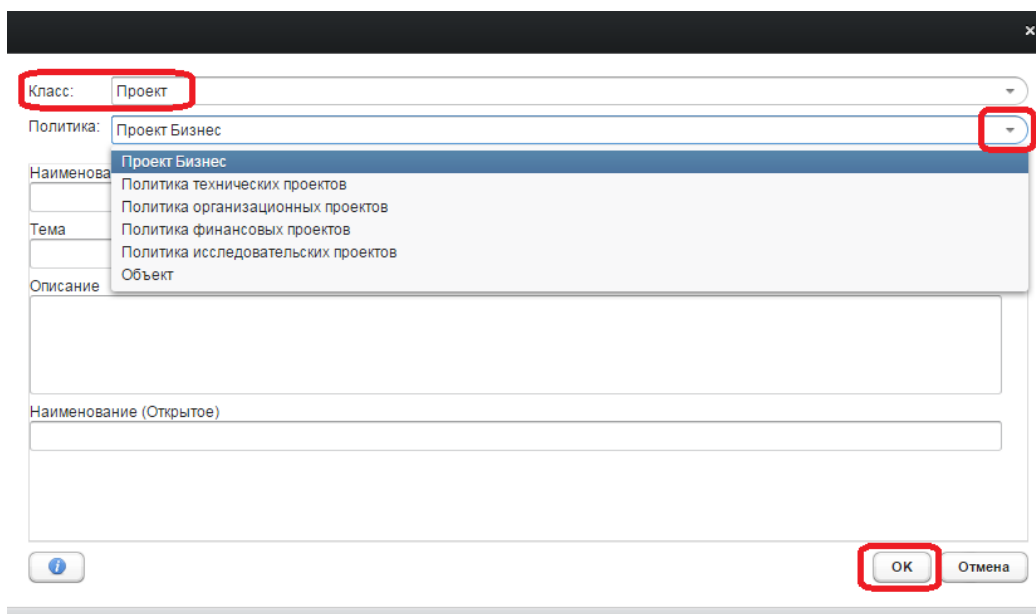 Класс: Проект
Политика: Проект Бизнес
Проект Бизнес
Наименова
Политика технических проектов
Политика организационных проектов
Тема
Политика финансовых проектов
Политика исследовательских проектов
Объект
Описание
Наименование (Открытое)
i
OK Отмена